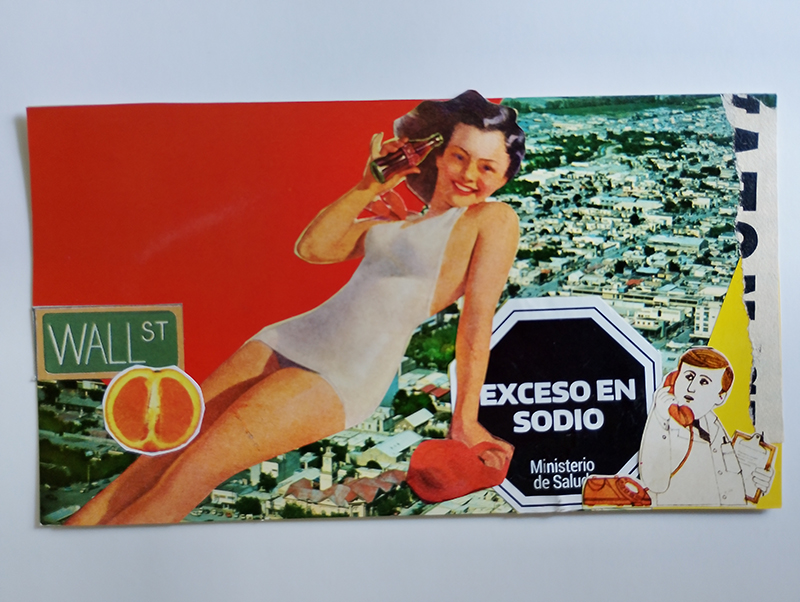 WALL ST
EXCESO EN
SODIO
Ministerio
de Salud